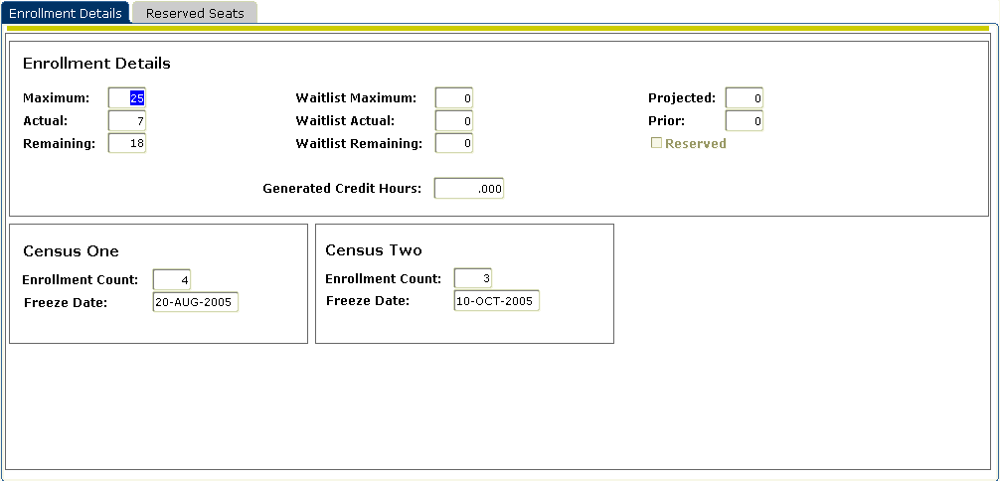 Enrollment Details Reserved Seats
Enrollment Details
Maximum: 25 Waitlist Maximum: 0 Projected: 0
Actual: 7 Waitlist Actual: 0 Prior: 0
Remaining: 18 Waitlist Remaining: 0 Reserved
Generated Credit Hours: .000
Census One
Enrollment Count: 4
Freeze Date: 20-AUG-2005
Census Two
Enrollment Count: 3
Freeze Date: 10-OCT-2005